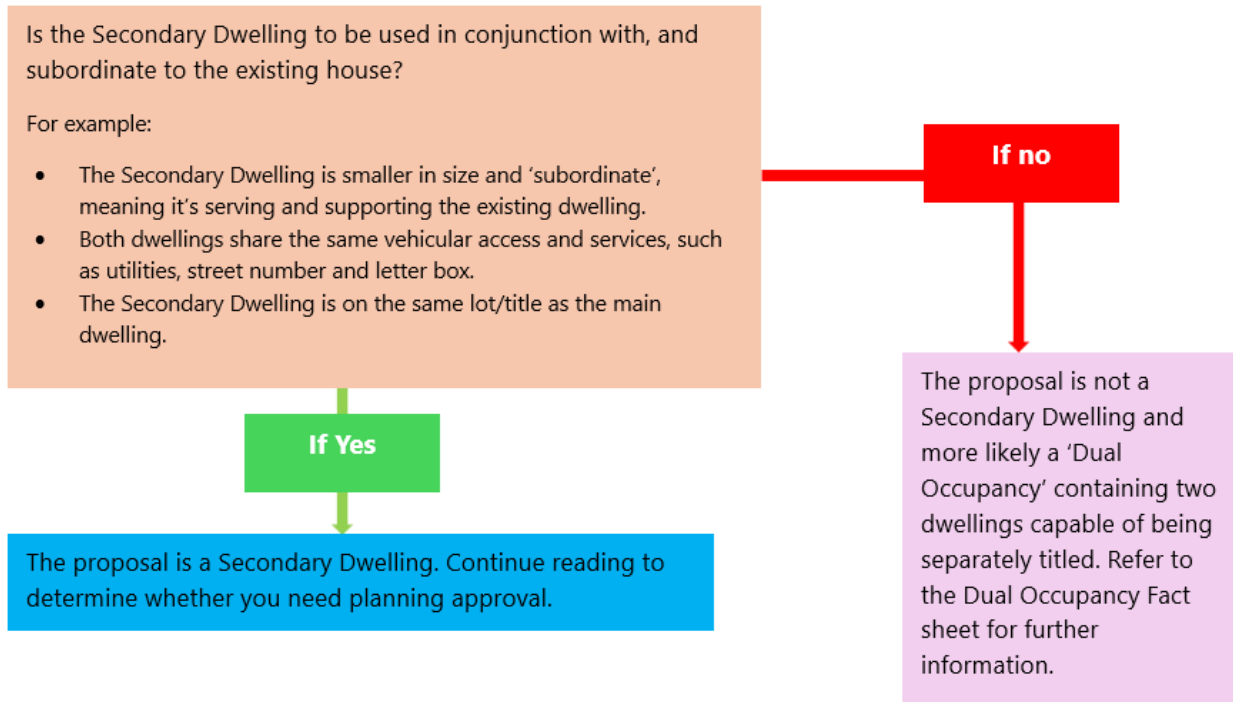 Is the Secondary Dwelling to be used in conjunction with, and
subordinate to the existing house?
For example:
• The Secondary Dwelling is smaller in size and ‘subordinate’,
meaning it’s serving and supporting the existing dwelling.
• Both dwellings share the same vehicular access and services, such
as utilities, street number and letter box.
• The Secondary Dwelling is on the same lot/title as the main
dwelling.
If no
If Yes
The proposal is a Secondary Dwelling. Continue reading to
determine whether you need planning approval.
The proposal is not a
Secondary Dwelling and
more likely a ‘Dual
Occupancy’ containing two
dwellings capable of being
separately titled. Refer to
the Dual Occupancy Fact
sheet for further
information.